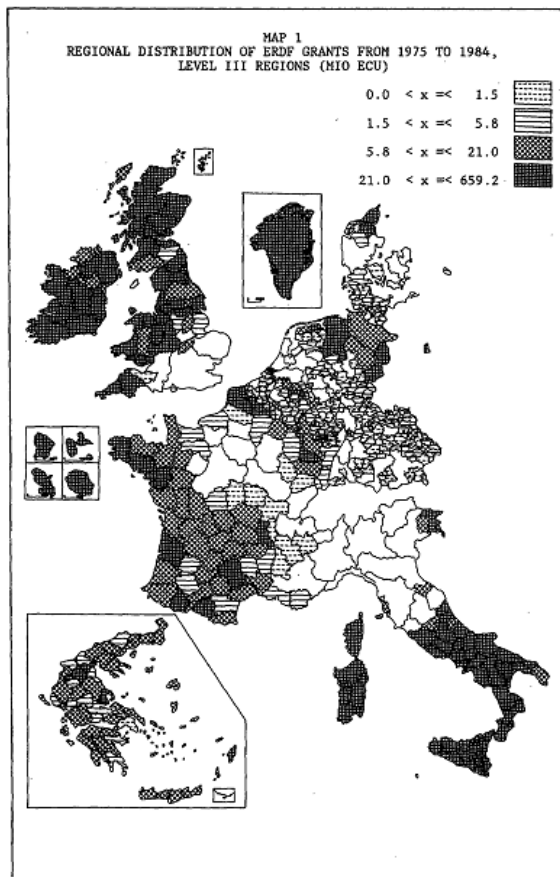 MAP 1
REGIONAL DISTRIBUTION OF ERDF GRANTS FROM 1975 TO 1984,
LEVEL III REGIONS (MIO ECU)
0.0 < x =< 1.5
1.5 < x =< 5.8
5.8 < x =< 21.0
21.0 < x =< 659.2